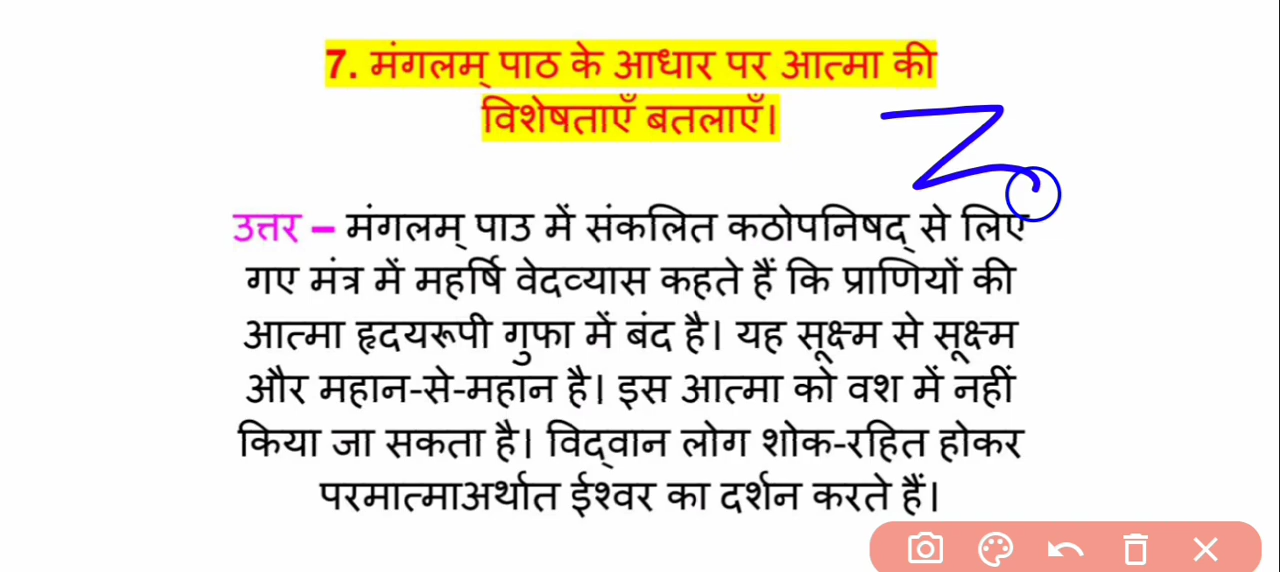 7. मंगलम् पाठ के आधार पर आत्मा की
विशेषताएँ बतलाएँ।
उत्तर – मंगलम् पाउ में संकलित कठोपनिषद् से लिए
गए मंत्र में महर्षि वेदव्यास कहते हैं कि प्राणियों की
आत्मा हृदयरूपी गुफा में बंद है। यह सूक्ष्म से सूक्ष्म
और महान-से-महान है। इस आत्मा को वश में नहीं
किया जा सकता है। विद्वान लोग शोक-रहित होकर
परमात्माअर्थात ईश्वर का दर्शन करते हैं।